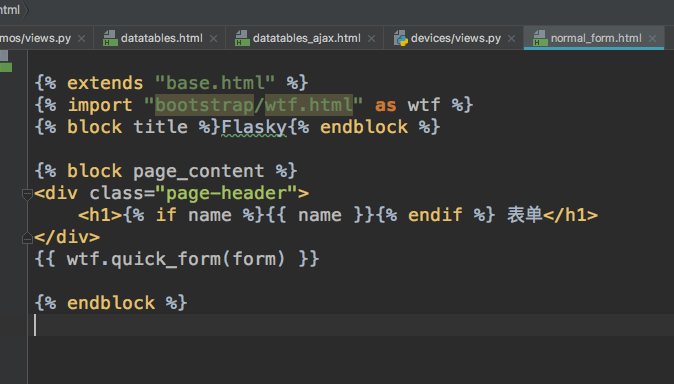 html
mos/views.py datatables.html datatables_ajax.html devices/views.py normal_form.html
{% extends "base.html" %}
{% import "bootstrap/wtf.html" as wtf %}
{% block title %}Flasky{% endblock %}
{% block page_content %}
<div class="page-header">
    <h1>{% if name %}{{ name }}{% endif %} 表单</h1>
</div>
{{ wtf.quick_form(form) }}
{% endblock %}